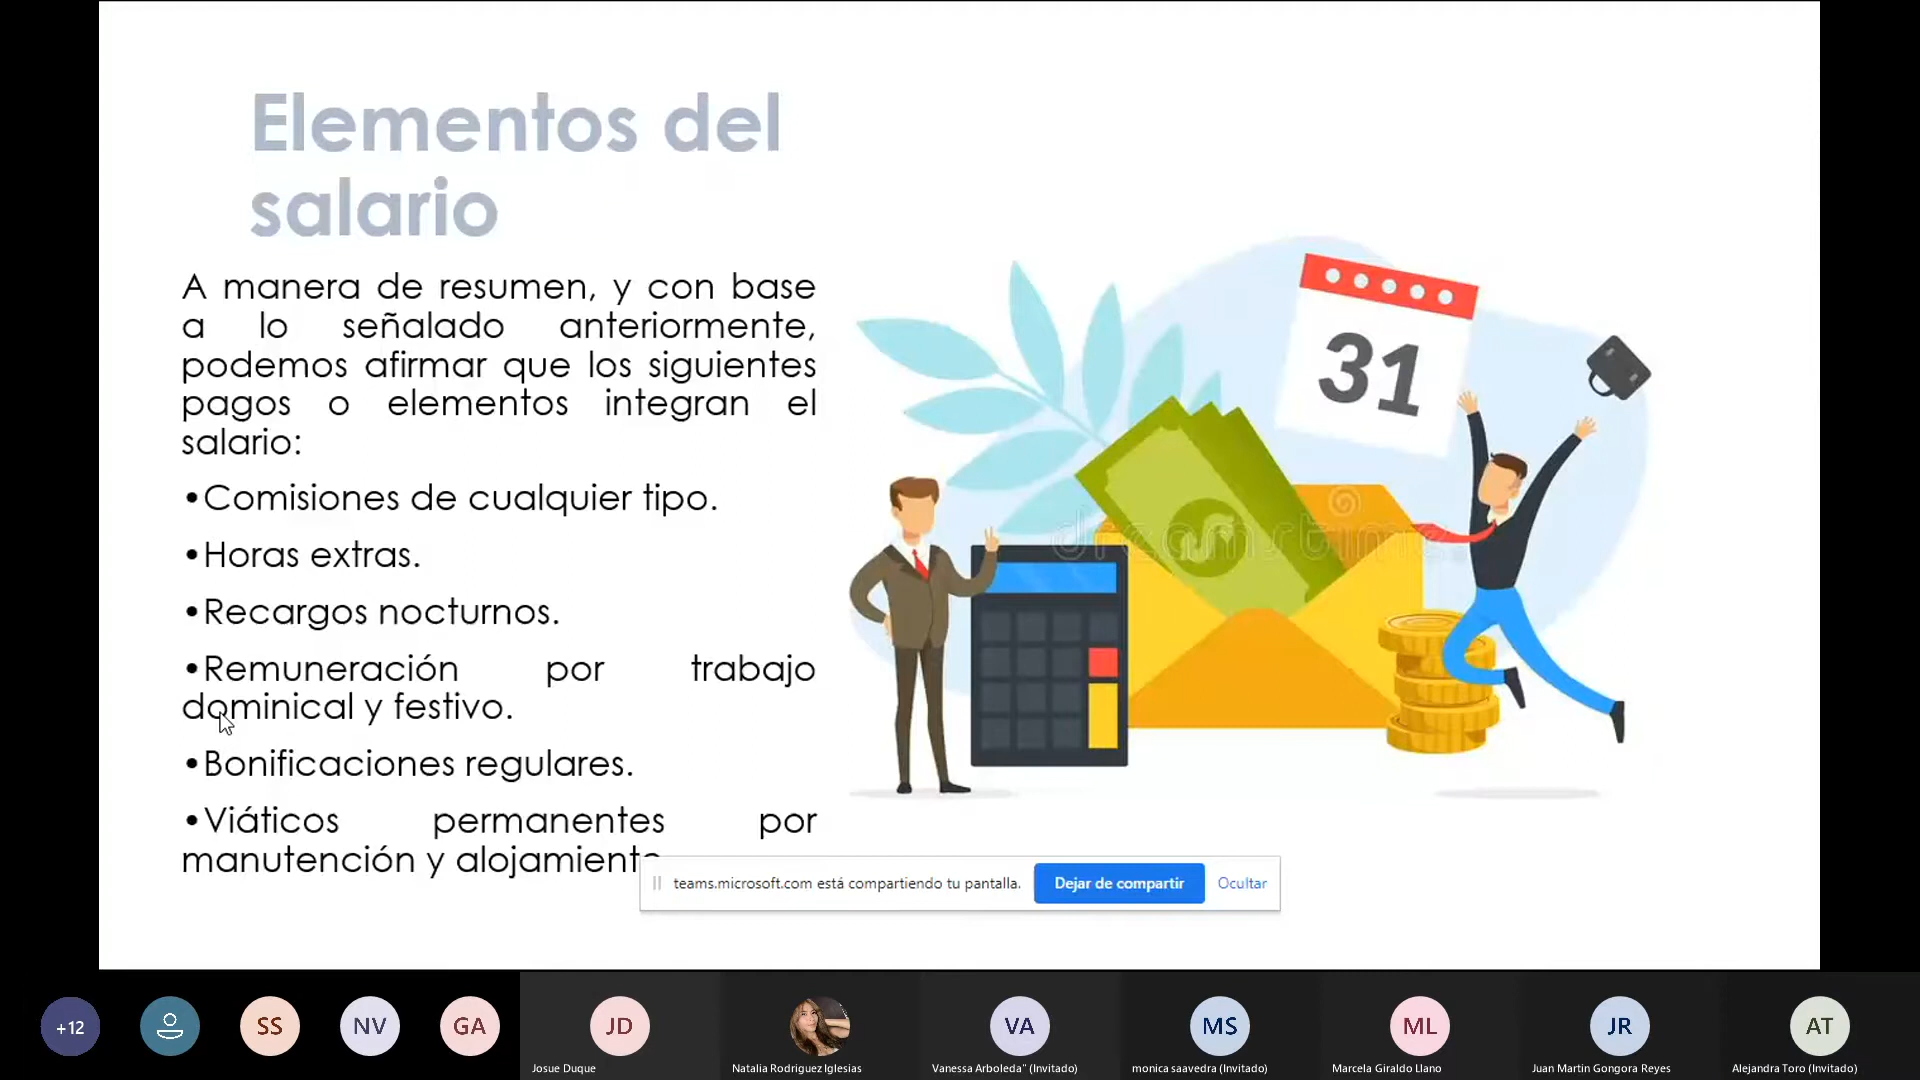 Elementos del
salario
A manera de resumen, y con base
a lo señalado anteriormente,
podemos afirmar que los siguientes
pagos o elementos integran el
salario:
•Comisiones de cualquier tipo.
•Horas extras.
•Recargos nocturnos.
•Remuneración por trabajo
dominical y festivo.
•Bonificaciones regulares.
•Viáticos permanentes por
manutención y alojamiento
31
dreamstime
teams.microsoft.com está compartiendo tu pantalla.
Dejar de compartir
Ocultar
+12
SS
NV
GA
JD
VA
MS
ML
JR
AT
Josue Duque
Natalia Rodriguez Iglesias
Vanessa Arboleda" (Invitado)
monica saavedra (Invitado)
Marcela Giraldo Llano
Juan Martin Gongora Reyes
Alejandra Toro (Invitado)